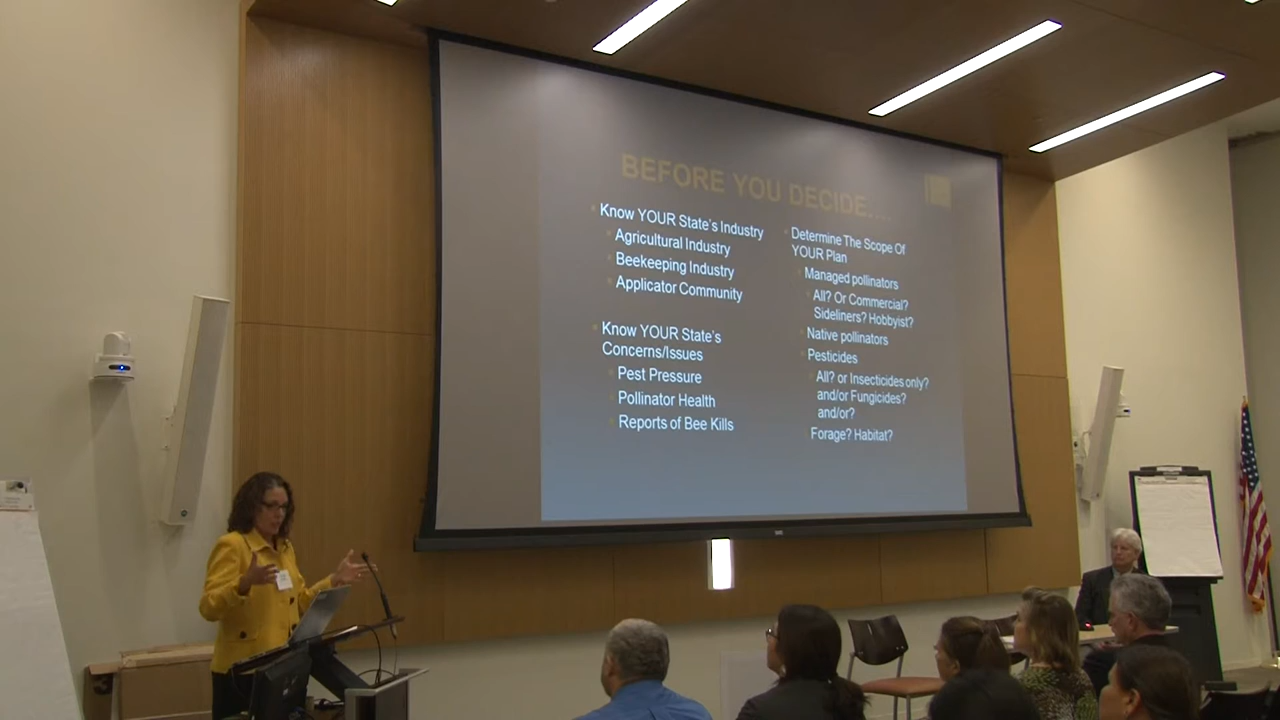 BEFORE YOU DECIDE....
Know YOUR State's Industry
Agricultural Industry
Beekeeping Industry
Applicator Community
Know YOUR State's
Concerns/Issues
Pest Pressure
Pollinator Health
Reports of Bee Kills
Determine The Scope Of
YOUR Plan
Managed pollinators
All? Or Commercial?
Sideliners? Hobbyist?
Native pollinators
Pesticides
All? or Insecticides only?
and/or Fungicides?
and/or?
Forage? Habitat?